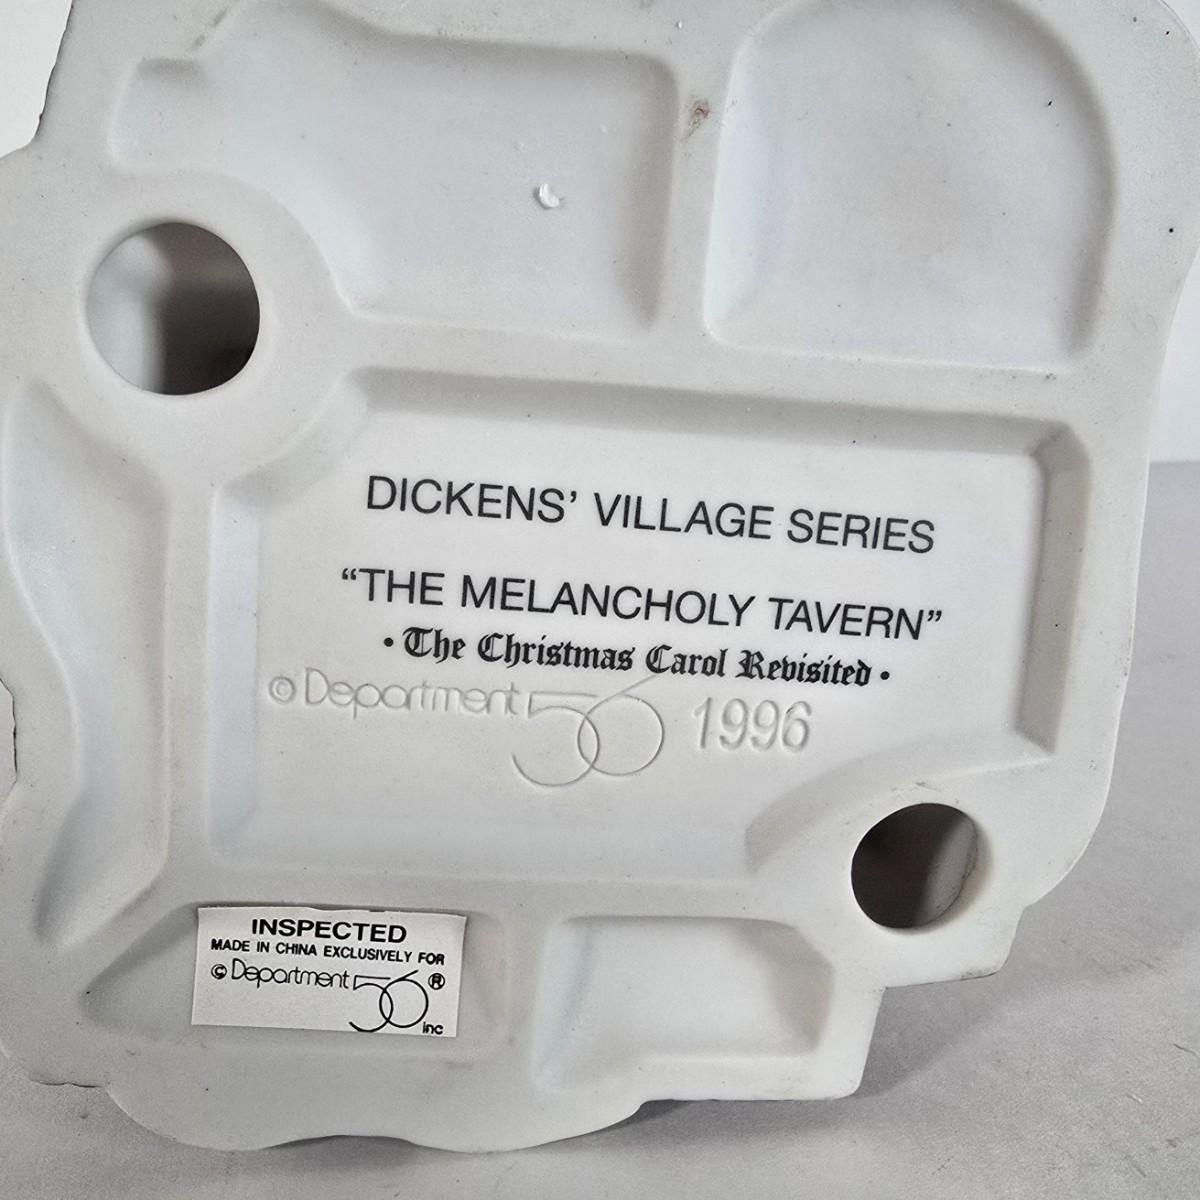 DICKENS’ VILLAGE SERIES
“THE MELANCHOLY TAVERN”
• The Christmas Carol Revisited •
© Department 56 1996
INSPECTED
MADE IN CHINA EXCLUSIVELY FOR
© Department 56 ® inc